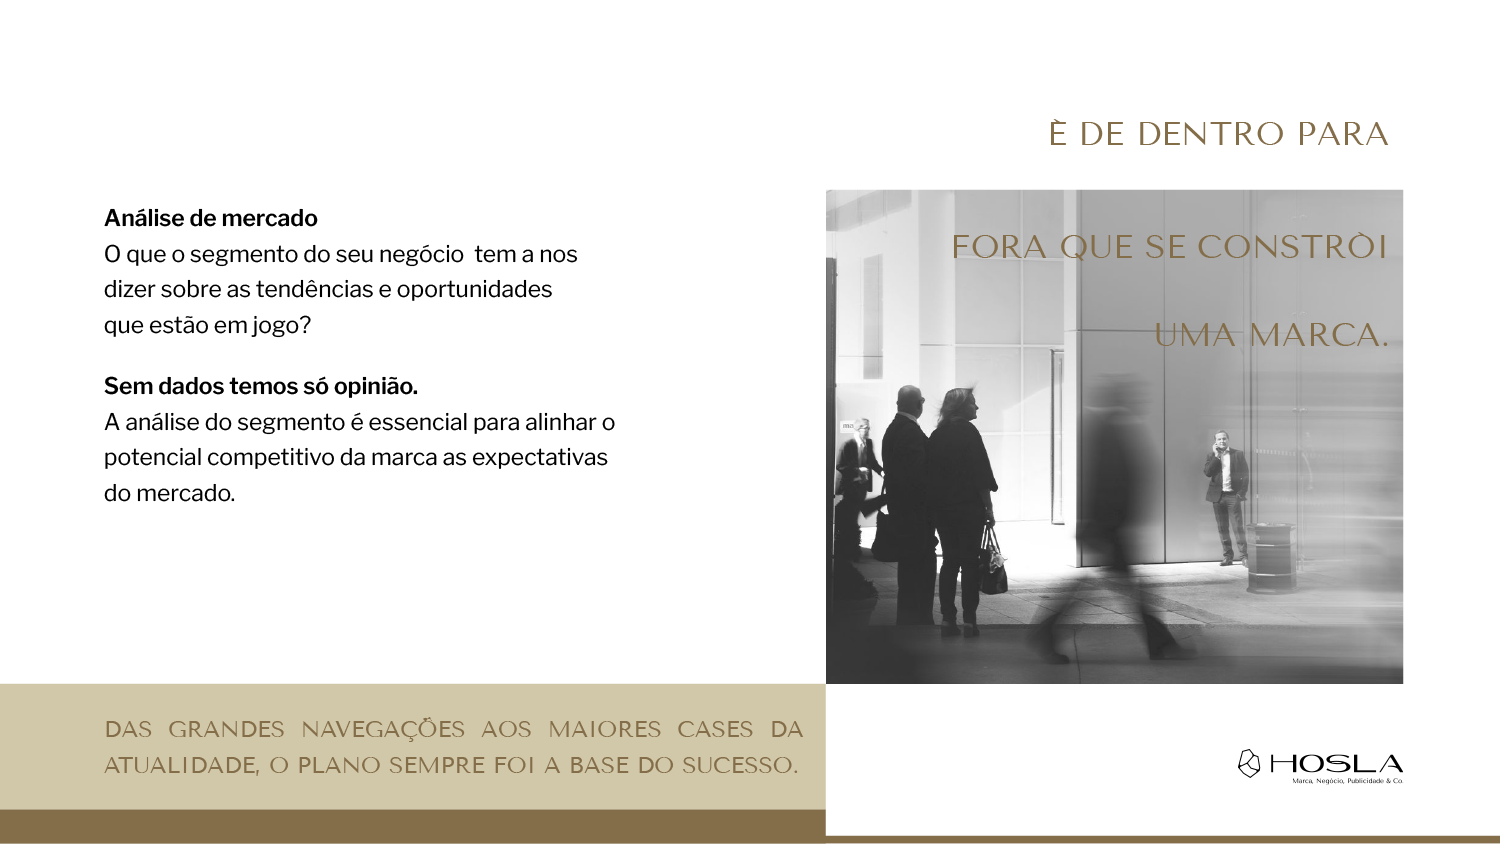 È DE DENTRO PARA
FORA QUE SE CONSTRÒI
UMA MARCA.
Análise de mercado
O que o segmento do seu negócio  tem a nos
dizer sobre as tendências e oportunidades
que estão em jogo?
Sem dados temos só opinião.
A análise do segmento é essencial para alinhar o
potencial competitivo da marca as expectativas
do mercado.
DAS GRANDES NAVEGAÇÕES AOS MAIORES CASES DA
ATUALIDADE, O PLANO SEMPRE FOI A BASE DO SUCESSO.
HOSLA
Marca, Negócio, Publicidade & Co.